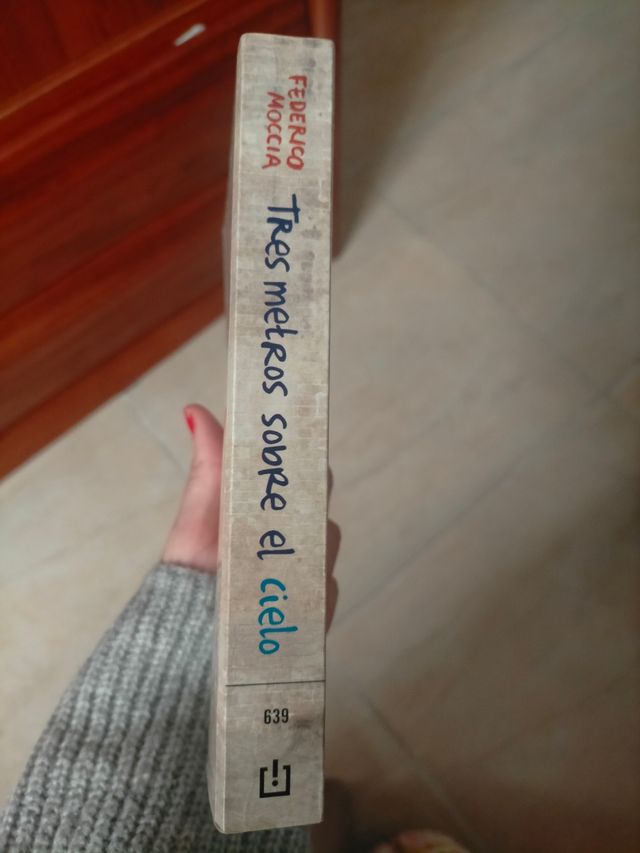 FEDERICO
MOCCIA
Tres metros sobre el cielo
639